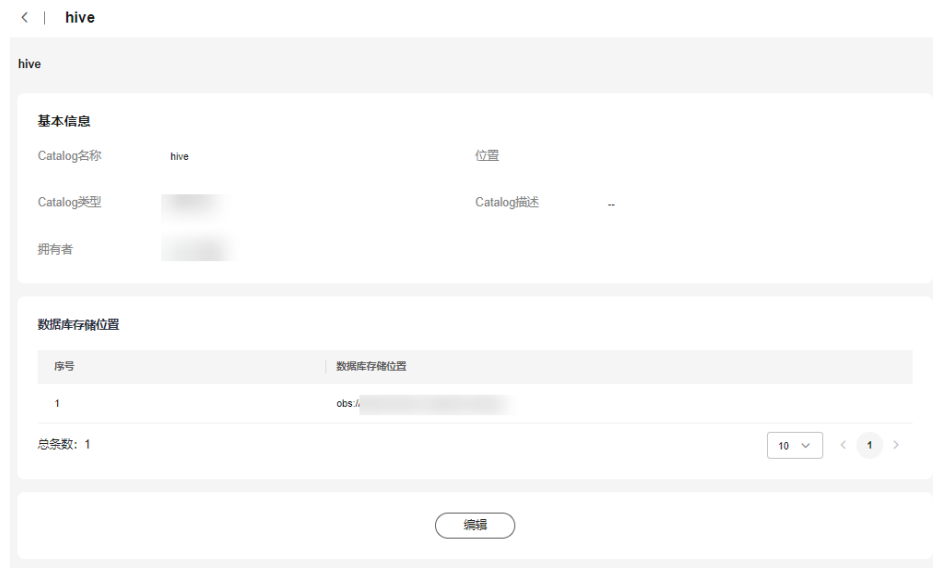 hive
hive
基本信息
Catalog名称 hive 位置
Catalog类型 Catalog描述 --
拥有者
数据库存储位置
序号 数据库存储位置
1 obs:/
总条数：1 10 1
编辑